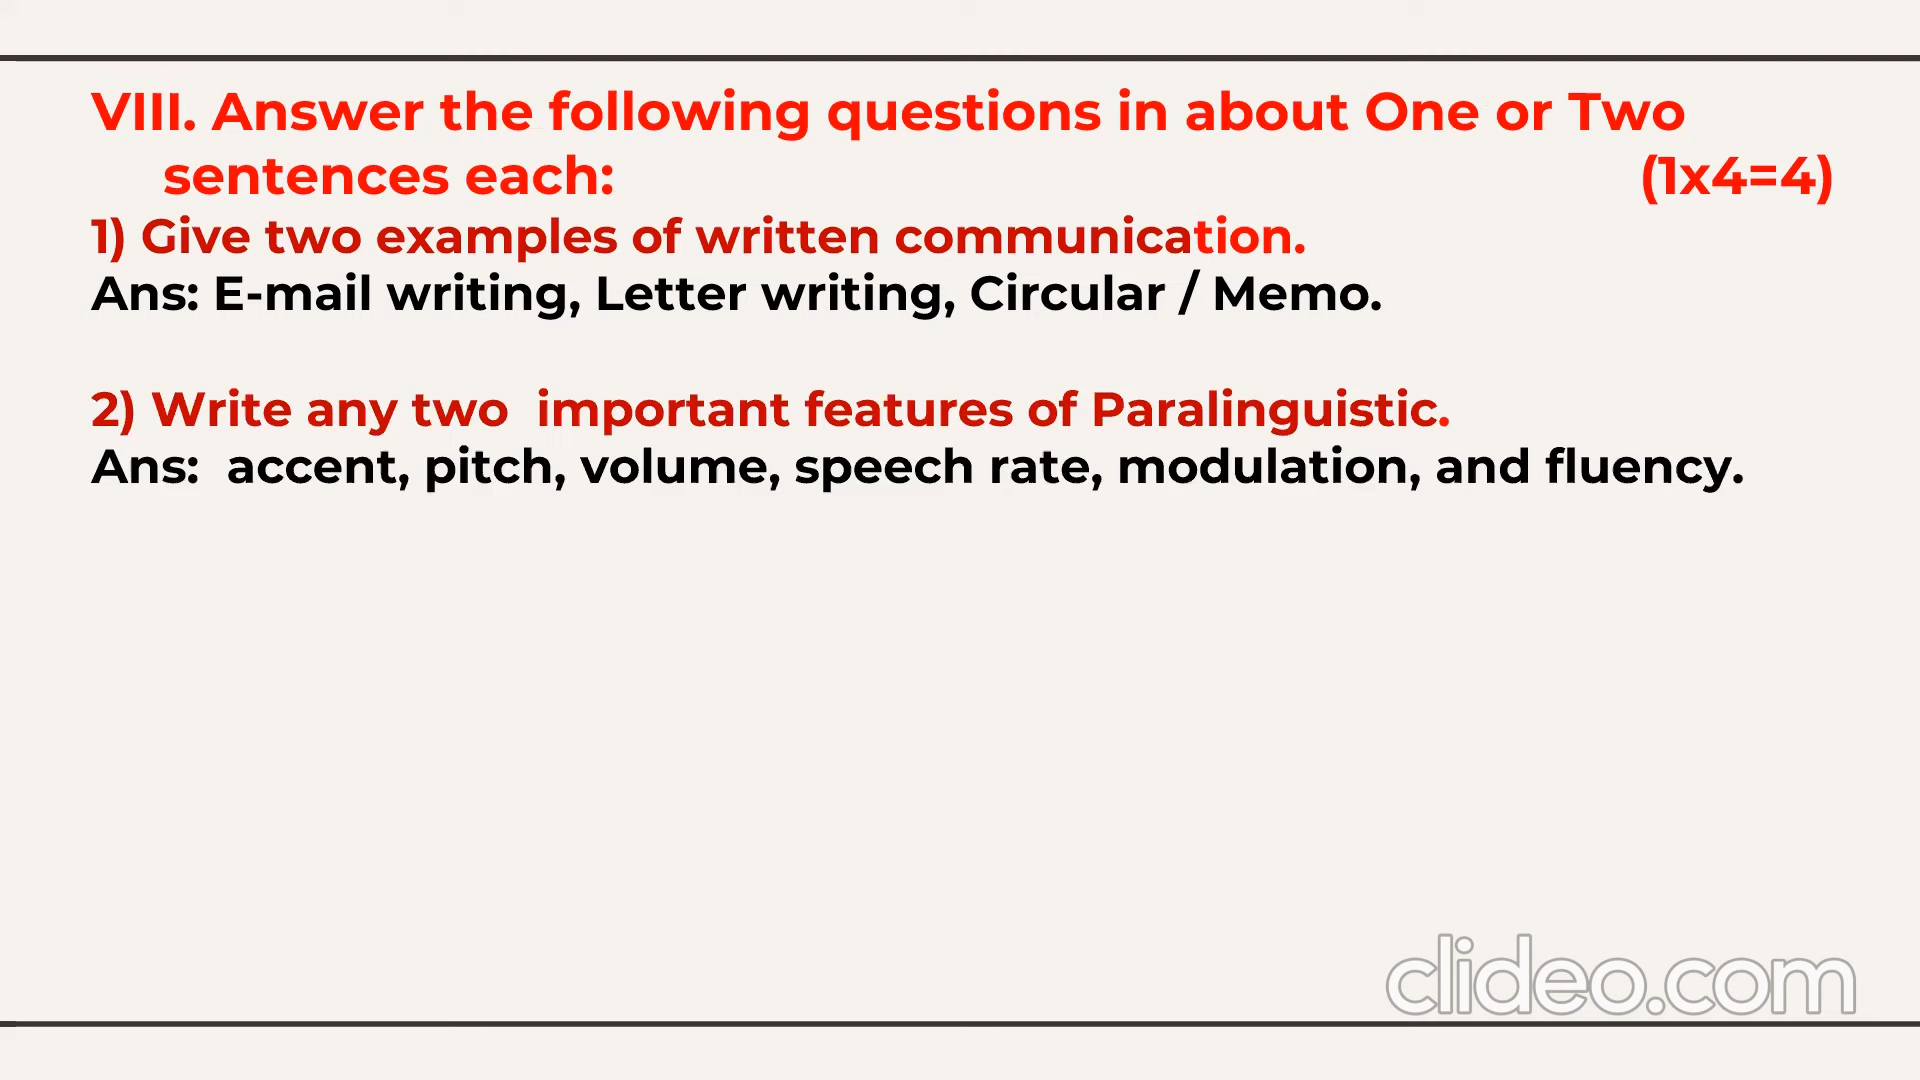 VIII. Answer the following questions in about One or Two
sentences each: (1x4=4)
1) Give two examples of written communication.
Ans: E-mail writing, Letter writing, Circular / Memo.
2) Write any two  important features of Paralinguistic.
Ans:  accent, pitch, volume, speech rate, modulation, and fluency.
clideo.com